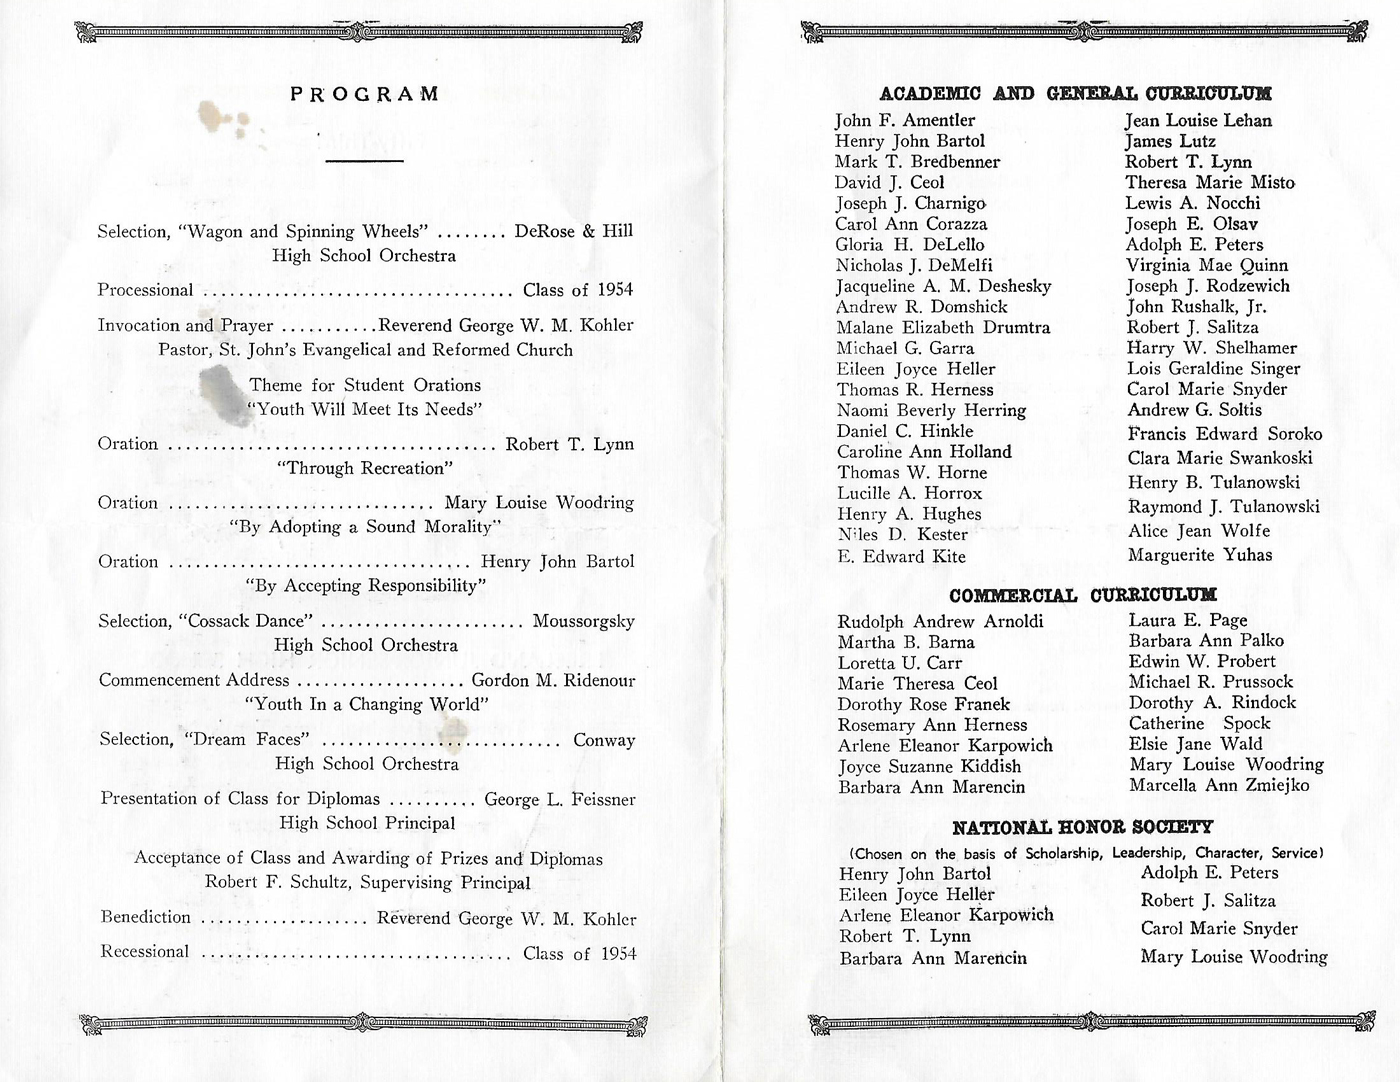 PROGRAM
Selection, "Wagon and Spinning Wheels" ........ DeRose & Hill
High School Orchestra
Processional .................................. Class of 1954
Invocation and Prayer ...........Reverend George W. M. Kohler
Pastor, St. John's Evangelical and Reformed Church
Theme for Student Orations
"Youth Will Meet Its Needs"
Oration .................................... Robert T. Lynn
"Through Recreation"
Oration ............................. Mary Louise Woodring
"By Adopting a Sound Morality"
Oration ................................. Henry John Bartol
"By Accepting Responsibility"
Selection, "Cossack Dance" ...................... Moussorgsky
High School Orchestra
Commencement Address .................. Gordon M. Ridenour
"Youth In a Changing World"
Selection, "Dream Faces" .......................... Conway
High School Orchestra
Presentation of Class for Diplomas .......... George L. Feissner
High School Principal
Acceptance of Class and Awarding of Prizes and Diplomas
Robert F. Schultz, Supervising Principal
Benediction .................. Reverend George W. M. Kohler
Recessional .................................. Class of 1954
ACADEMIC AND GENERAL CURRICULUM
John F. Amentler
Henry John Bartol
Mark T. Bredbenner
David J. Ceol
Joseph J. Charnigo
Carol Ann Corazza
Gloria H. DeLello
Nicholas J. DeMelfi
Jacqueline A. M. Deshesky
Andrew R. Domshick
Malane Elizabeth Drumtra
Michael G. Garra
Eileen Joyce Heller
Thomas R. Herness
Naomi Beverly Herring
Daniel C. Hinkle
Caroline Ann Holland
Thomas W. Horne
Lucille A. Horrox
Henry A. Hughes
Niles D. Kester
E. Edward Kite
Jean Louise Lehan
James Lutz
Robert T. Lynn
Theresa Marie Misto
Lewis A. Nocchi
Joseph E. Olsav
Adolph E. Peters
Virginia Mae Quinn
Joseph J. Rodzewich
John Rushalk, Jr.
Robert J. Salitza
Harry W. Shelhamer
Lois Geraldine Singer
Carol Marie Snyder
Andrew G. Soltis
Francis Edward Soroko
Clara Marie Swankoski
Henry B. Tulanowski
Raymond J. Tulanowski
Alice Jean Wolfe
Marguerite Yuhas
COMMERCIAL CURRICULUM
Rudolph Andrew Arnoldi
Martha B. Barna
Loretta U. Carr
Marie Theresa Ceol
Dorothy Rose Franek
Rosemary Ann Herness
Arlene Eleanor Karpowich
Joyce Suzanne Kiddish
Barbara Ann Marencin
Laura E. Page
Barbara Ann Palko
Edwin W. Probert
Michael R. Prussock
Dorothy A. Rindock
Catherine Spock
Elsie Jane Wald
Mary Louise Woodring
Marcella Ann Zmiejko
NATIONAL HONOR SOCIETY
(Chosen on the basis of Scholarship, Leadership, Character, Service)
Henry John Bartol
Eileen Joyce Heller
Arlene Eleanor Karpowich
Robert T. Lynn
Barbara Ann Marencin
Adolph E. Peters
Robert J. Salitza
Carol Marie Snyder
Mary Louise Woodring